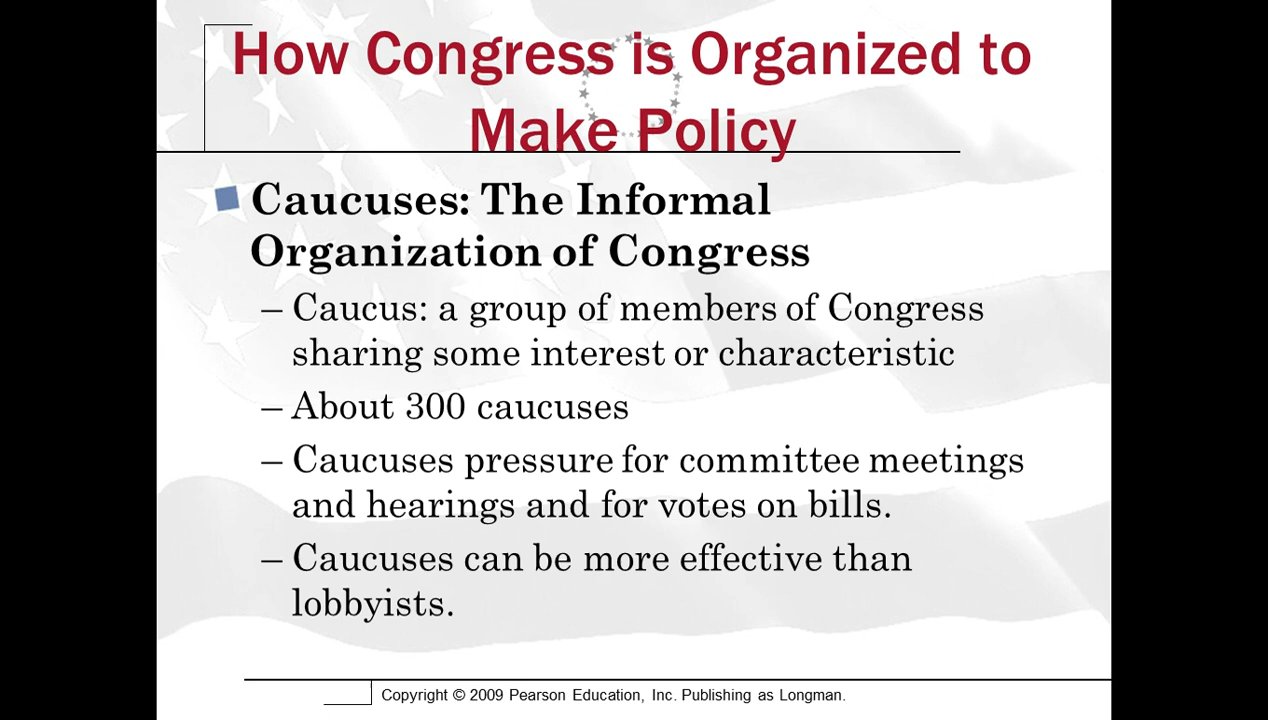 How Congress is Organized to
Make Policy
Caucuses: The Informal
Organization of Congress
– Caucus: a group of members of Congress
sharing some interest or characteristic
– About 300 caucuses
– Caucuses pressure for committee meetings
and hearings and for votes on bills.
– Caucuses can be more effective than
lobbyists.
Copyright © 2009 Pearson Education, Inc. Publishing as Longman.